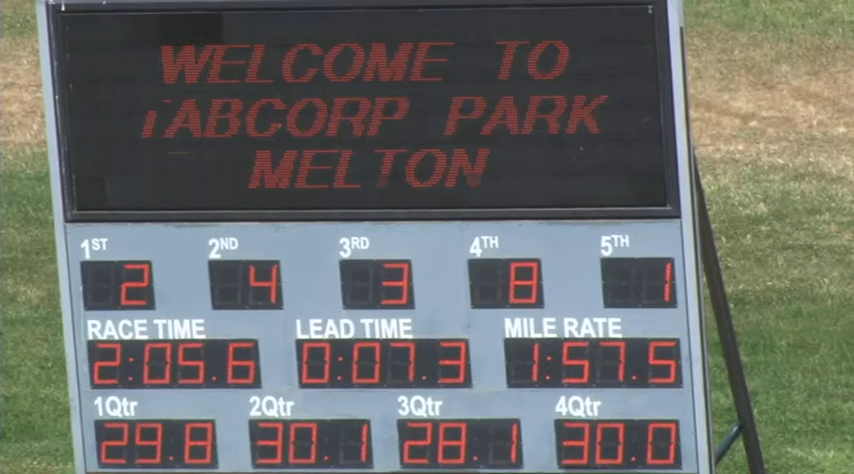 WELCOME TO
TABCORP PARK
MELTON
1ST 2ND 3RD 4TH 5TH
2 4 3 8 1
RACE TIME LEAD TIME MILE RATE
2:05.6 0:07.3 1:57.5
1Qtr 2Qtr 3Qtr 4Qtr
29.8 30.1 28.1 30.0